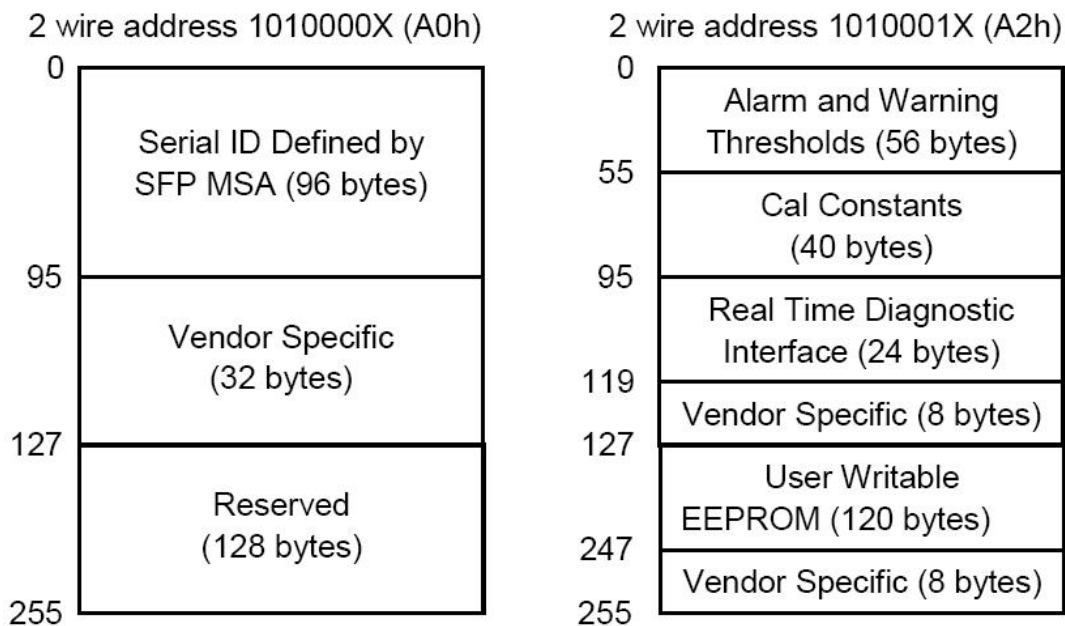 2 wire address 1010000X (A0h)
0
Serial ID Defined by
SFP MSA (96 bytes)
95
Vendor Specific
(32 bytes)
127
Reserved
(128 bytes)
255
2 wire address 1010001X (A2h)
0
Alarm and Warning
Thresholds (56 bytes)
55
Cal Constants
(40 bytes)
95
Real Time Diagnostic
Interface (24 bytes)
119
Vendor Specific (8 bytes)
127
User Writable
EEPROM (120 bytes)
247
Vendor Specific (8 bytes)
255